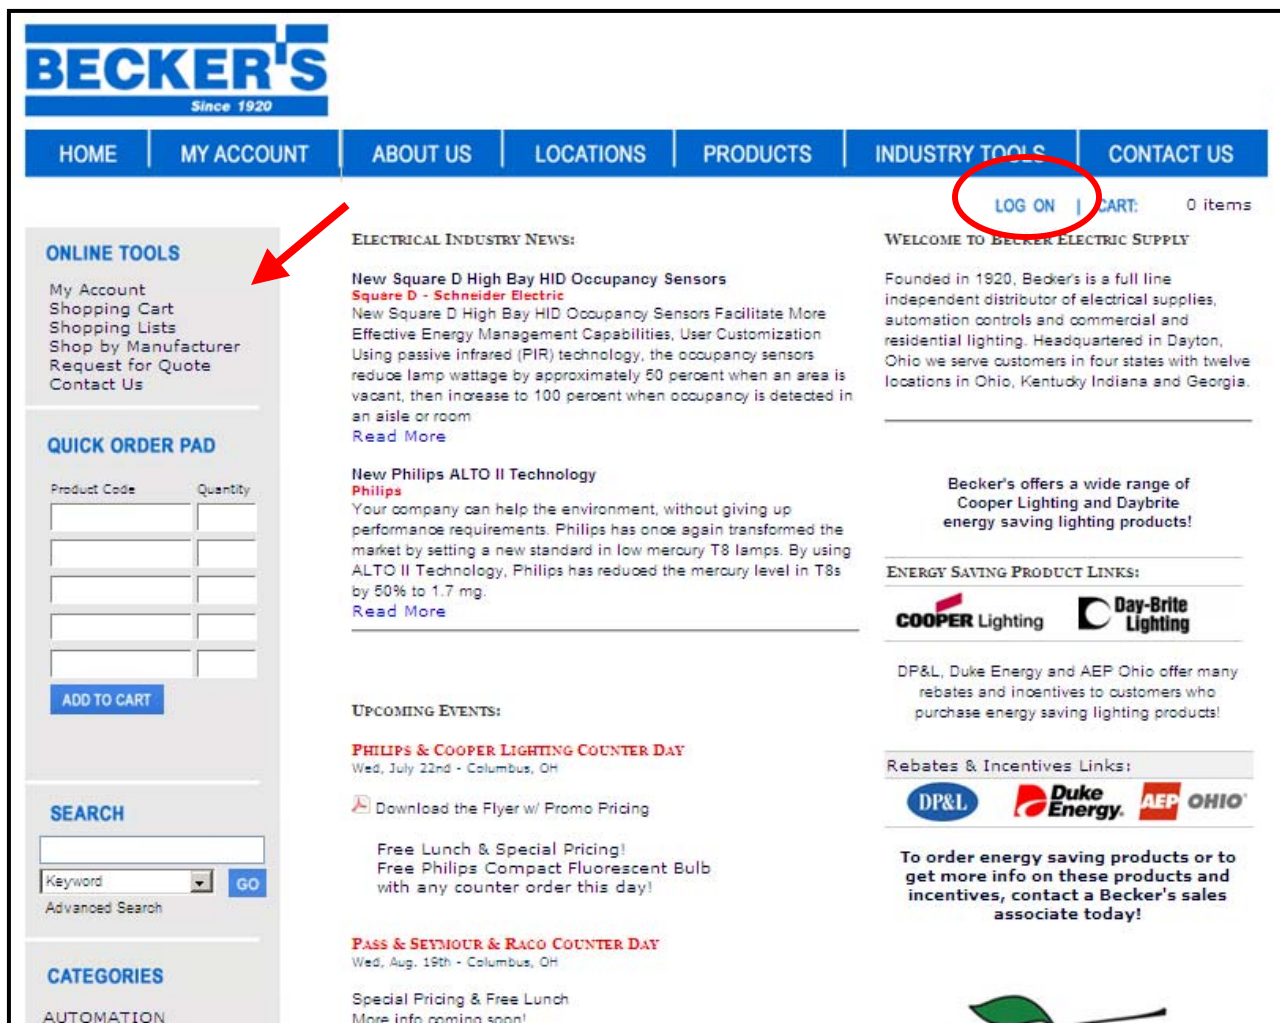 BECKER'S
Since 1920
HOME
MY ACCOUNT
ABOUT US
LOCATIONS
PRODUCTS
INDUSTRY TOOLS
CONTACT US
LOG ON | CART: 0 items
ONLINE TOOLS
My Account
Shopping Cart
Shopping Lists
Shop by Manufacturer
Request for Quote
Contact Us
QUICK ORDER PAD
Product Code Quantity
ADD TO CART
SEARCH
Keyword
GO
Advanced Search
CATEGORIES
AUTOMATION
ELECTRICAL INDUSTRY NEWS:
New Square D High Bay HID Occupancy Sensors
Square D - Schneider Electric
New Square D High Bay HID Occupancy Sensors Facilitate More
Effective Energy Management Capabilities, User Customization
Using passive infrared (PIR) technology, the occupancy sensors
reduce lamp wattage by approximately 50 percent when an area is
vacant, then increase to 100 percent when occupancy is detected in
an aisle or room
Read More
New Philips ALTO II Technology
Philips
Your company can help the environment, without giving up
performance requirements. Philips has once again transformed the
market by setting a new standard in low mercury T8 lamps. By using
ALTO II Technology, Philips has reduced the mercury level in T8s
by 50% to 1.7 mg.
Read More
UPCOMING EVENTS:
PHILIPS & COOPER LIGHTING COUNTER DAY
Wed, July 22nd - Columbus, OH
Download the Flyer w/ Promo Pricing
Free Lunch & Special Pricing!
Free Philips Compact Fluorescent Bulb
with any counter order this day!
PASS & SEYMOUR & RACO COUNTER DAY
Wed, Aug. 19th - Columbus, OH
Special Pricing & Free Lunch
More info coming soon!
WELCOME TO BECKER ELECTRIC SUPPLY
Founded in 1920, Becker's is a full line
independent distributor of electrical supplies,
automation controls and commercial and
residential lighting. Headquartered in Dayton,
Ohio we serve customers in four states with twelve
locations in Ohio, Kentucky Indiana and Georgia.
Becker's offers a wide range of
Cooper Lighting and Daybrite
energy saving lighting products!
ENERGY SAVING PRODUCT LINKS:
COOPER Lighting
Day-Brite
Lighting
DP&L, Duke Energy and AEP Ohio offer many
rebates and incentives to customers who
purchase energy saving lighting products!
Rebates & Incentives Links:
DP&L
Duke
Energy.
AEP OHIO
To order energy saving products or to
get more info on these products and
incentives, contact a Becker's sales
associate today!